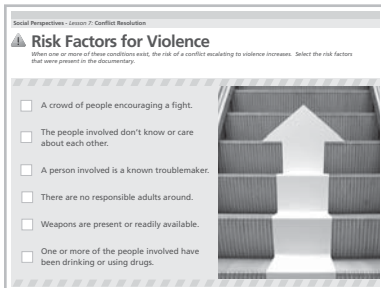 Social Perspectives - Lesson 7: Conflict Resolution
Risk Factors for Violence
When one or more of these conditions exist, the risk of a conflict escalating to violence increases. Select the risk factors
that were present in the documentary.
A crowd of people encouraging a fight.
The people involved don't know or care
about each other.
A person involved is a known troublemaker.
There are no responsible adults around.
Weapons are present or readily available.
One or more of the people involved have
been drinking or using drugs.